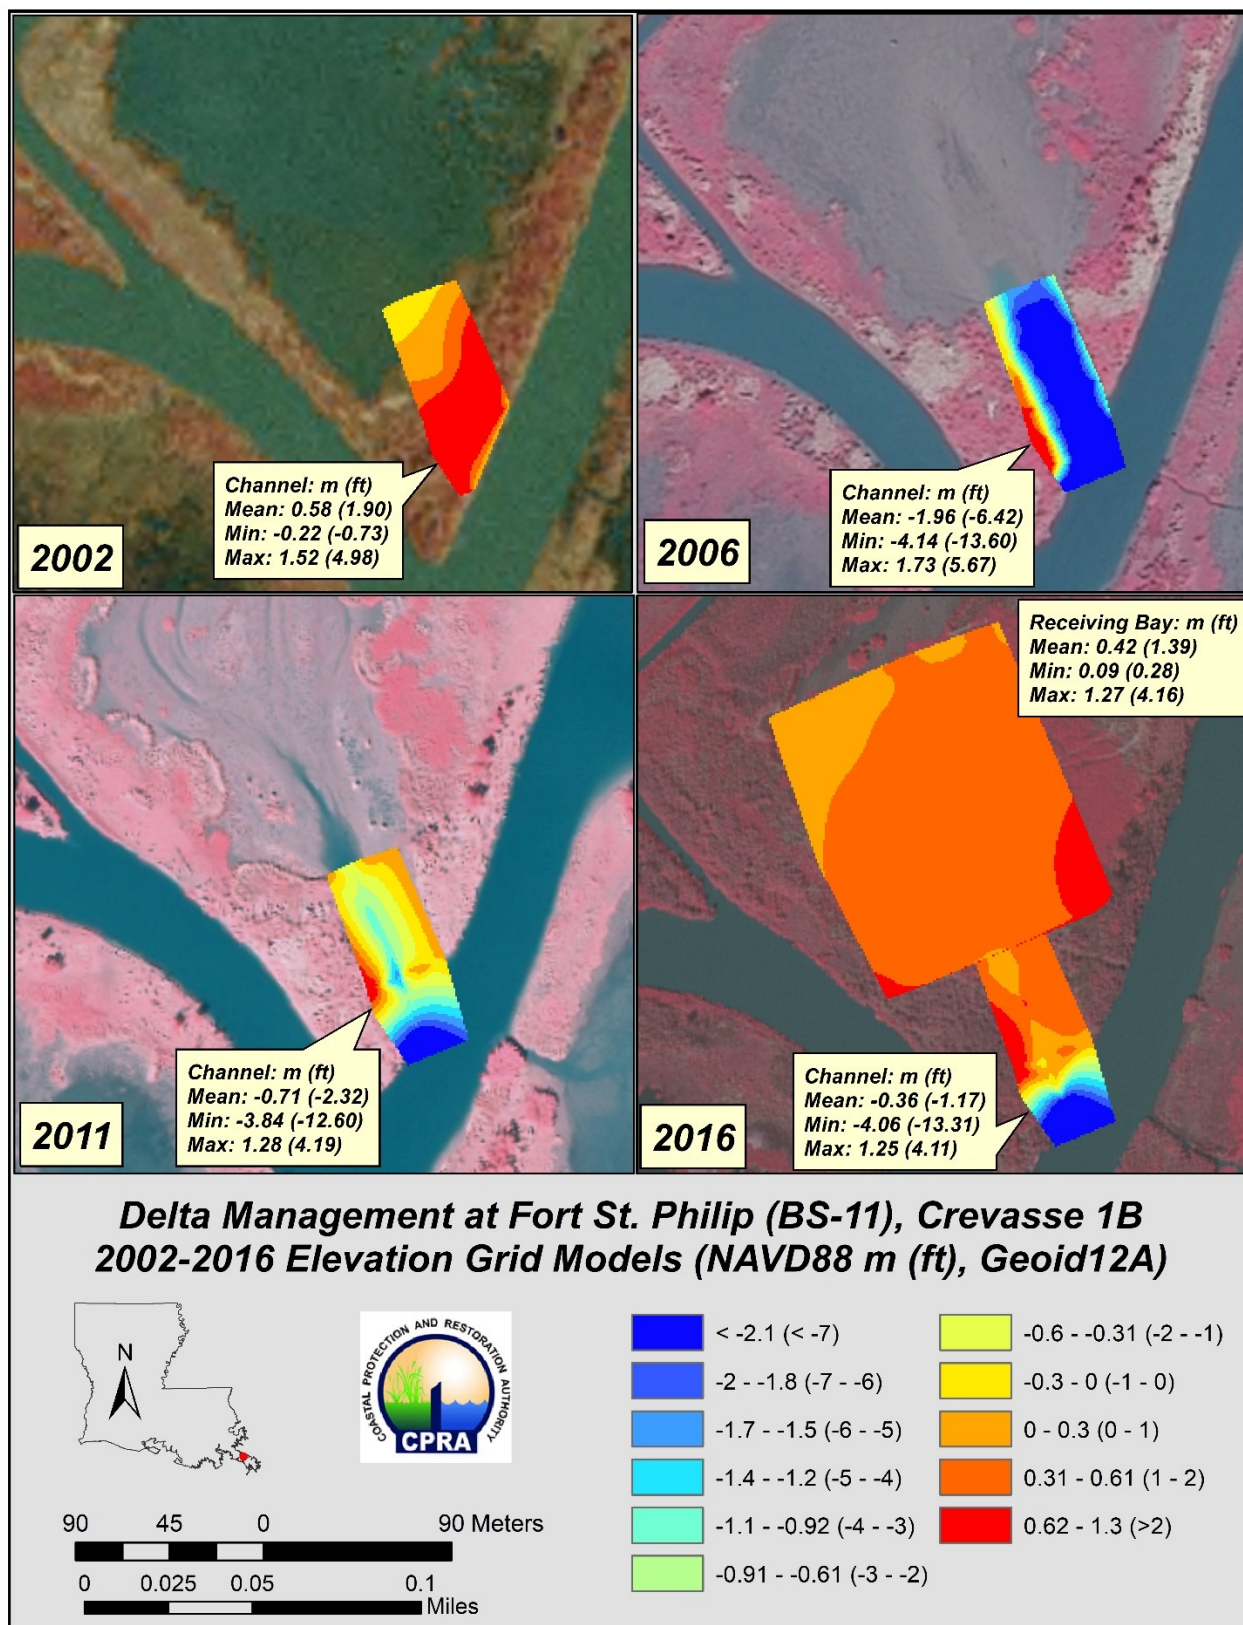 Channel: m (ft)
Mean: 0.58 (1.90)
Min: -0.22 (-0.73)
Max: 1.52 (4.98)
2002
Channel: m (ft)
Mean: -1.96 (-6.42)
Min: -4.14 (-13.60)
Max: 1.73 (5.67)
2006
Channel: m (ft)
Mean: -0.71 (-2.32)
Min: -3.84 (-12.60)
Max: 1.28 (4.19)
2011
Receiving Bay: m (ft)
Mean: 0.42 (1.39)
Min: 0.09 (0.28)
Max: 1.27 (4.16)
Channel: m (ft)
Mean: -0.36 (-1.17)
Min: -4.06 (-13.31)
Max: 1.25 (4.11)
2016
Delta Management at Fort St. Philip (BS-11), Crevasse 1B
2002-2016 Elevation Grid Models (NAVD88 m (ft), Geoid12A)
N
COASTAL PROTECTION AND RESTORATION AUTHORITY
CPRA
90 45 0 90 Meters
0 0.025 0.05 0.1
Miles
< -2.1 (< -7)
-2 - -1.8 (-7 - -6)
-1.7 - -1.5 (-6 - -5)
-1.4 - -1.2 (-5 - -4)
-1.1 - -0.92 (-4 - -3)
-0.91 - -0.61 (-3 - -2)
-0.6 - -0.31 (-2 - -1)
-0.3 - 0 (-1 - 0)
0 - 0.3 (0 - 1)
0.31 - 0.61 (1 - 2)
0.62 - 1.3 (>2)